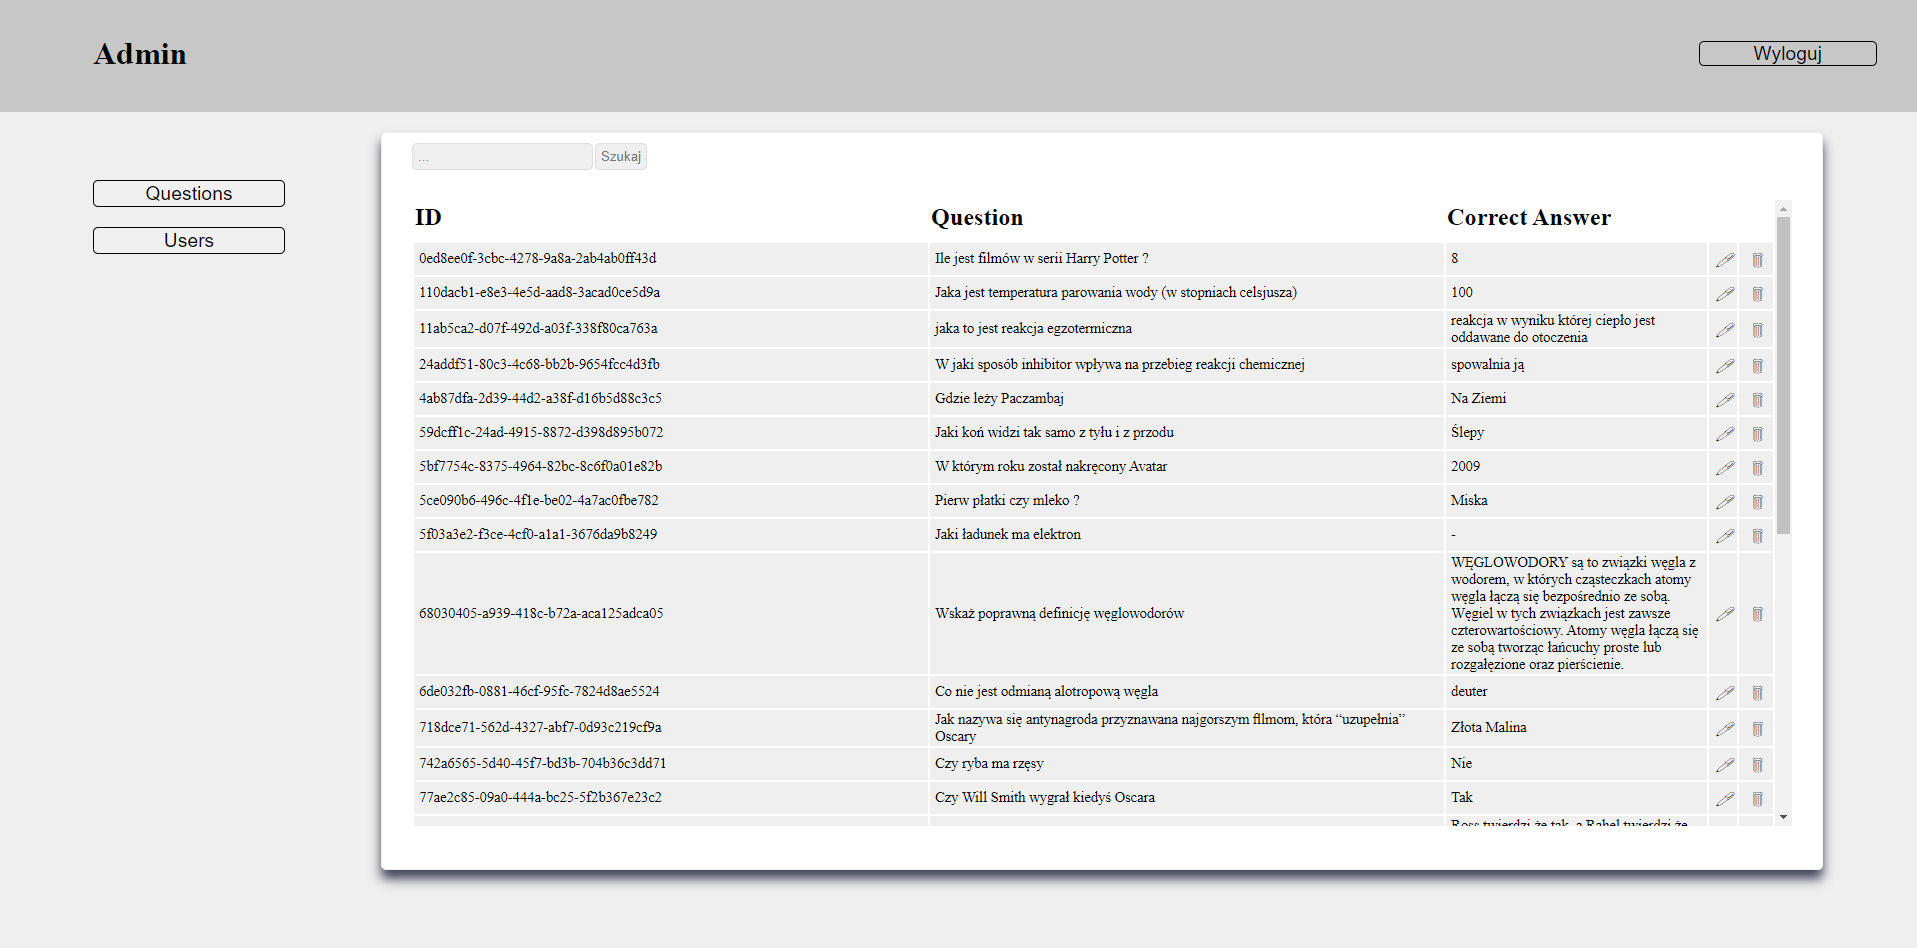 Admin
Wyloguj
Questions
Users
...
Szukaj
ID Question Correct Answer
0ed8ee0f-3cbc-4278-9a8a-2ab4ab0ff43d Ile jest filmów w serii Harry Potter ? 8
110dacb1-e8e3-4e5d-aad8-3acad0ce5d9a Jaka jest temperatura parowania wody (w stopniach celsjusza) 100
11ab5ca2-d07f-492d-a03f-338f80ca763a jaka to jest reakcja egzotermiczna
reakcja w wyniku której ciepło jest
oddawane do otoczenia
24addf51-80c3-4c68-bb2b-9654fcc4d3fb W jaki sposób inhibitor wpływa na przebieg reakcji chemicznej spowalnia ją
4ab87dfa-2d39-44d2-a38f-d16b5d88c3c5 Gdzie leży Paczambaj Na Ziemi
59dcff1c-24ad-4915-8872-d398d895b072 Jaki koń widzi tak samo z tyłu i z przodu Ślepy
5bf7754c-8375-4964-82bc-8c6f0a01e82b W którym roku został nakręcony Avatar 2009
5ce090b6-496c-4f1e-be02-4a7ac0fbe782 Pierw płatki czy mleko ? Miska
5f03a3e2-f3ce-4cf0-a1a1-3676da9b8249 Jaki ładunek ma elektron -
68030405-a939-418c-b72a-aca125adca05 Wskaż poprawną definicję węglowodorów
WĘGLOWODORY są to związki węgla z
wodorem, w których cząsteczkach atomy
węgla łączą się bezpośrednio ze sobą.
Węgiel w tych związkach jest zawsze
czterowartościowy. Atomy węgla łączą się
ze sobą tworząc łańcuchy proste lub
rozgałęzione oraz pierścienie.
6de032fb-0881-46cf-95fc-7824d8ae5524 Co nie jest odmianą alotropową węgla deuter
718dce71-562d-4327-abf7-0d93c219cf9a
Jak nazywa się antynagroda przyznawana najgorszym fllmom, która “uzupełnia”
Oscary
Złota Malina
742a6565-5d40-45f7-bd3b-704b36c3dd71 Czy ryba ma rzęsy Nie
77ae2c85-09a0-444a-bc25-5f2b367e23c2 Czy Will Smith wygrał kiedyś Oscara Tak
Ross twierdzi że tak, a Rahel twierdzi że